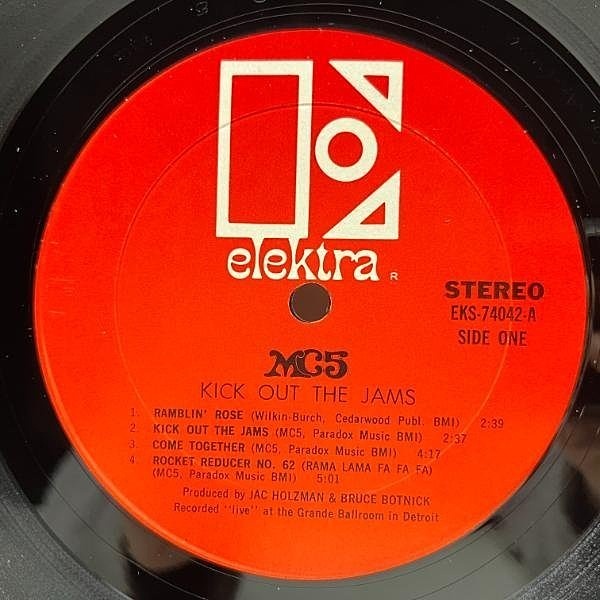 elektra R
STEREO
EKS-74042-A
SIDE ONE
MC5
KICK OUT THE JAMS
1. RAMBLIN' ROSE (Wilkin-Burch, Cedarwood Publ. BMI) 2:39
2. KICK OUT THE JAMS (MC5, Paradox Music BMI) 2:37
3. COME TOGETHER (MC5, Paradox Music BMI) 4:17
4. ROCKET REDUCER NO. 62 (RAMA LAMA FA FA FA)
(MC5, Paradox Music BMI) 5:01
Produced by JAC HOLZMAN & BRUCE BOTNICK
Recorded "live" at the Grande Ballroom in Detroit